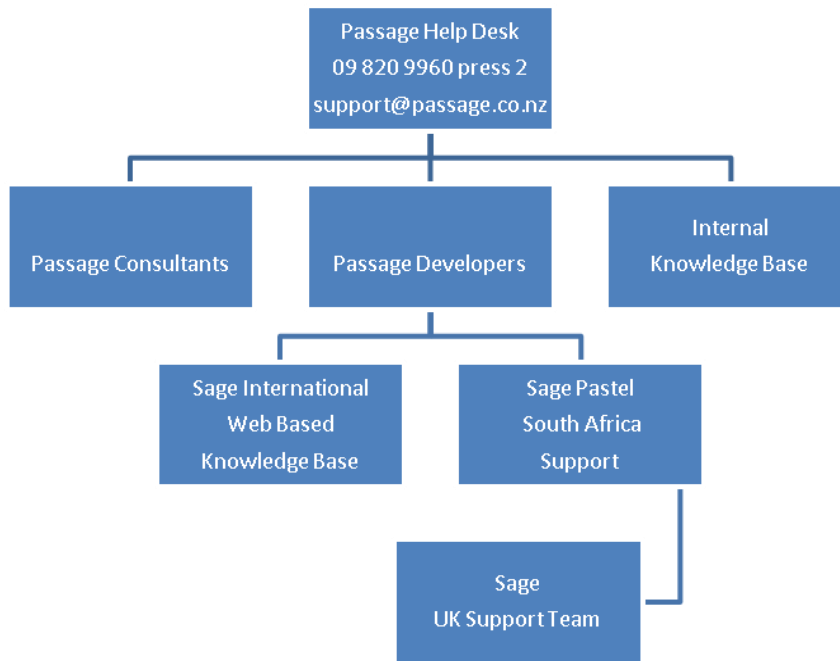 Passage Help Desk
09 820 9960 press 2
support@passage.co.nz
Passage Consultants
Passage Developers
Internal
Knowledge Base
Sage International
Web Based
Knowledge Base
Sage Pastel
South Africa
Support
Sage
UK Support Team